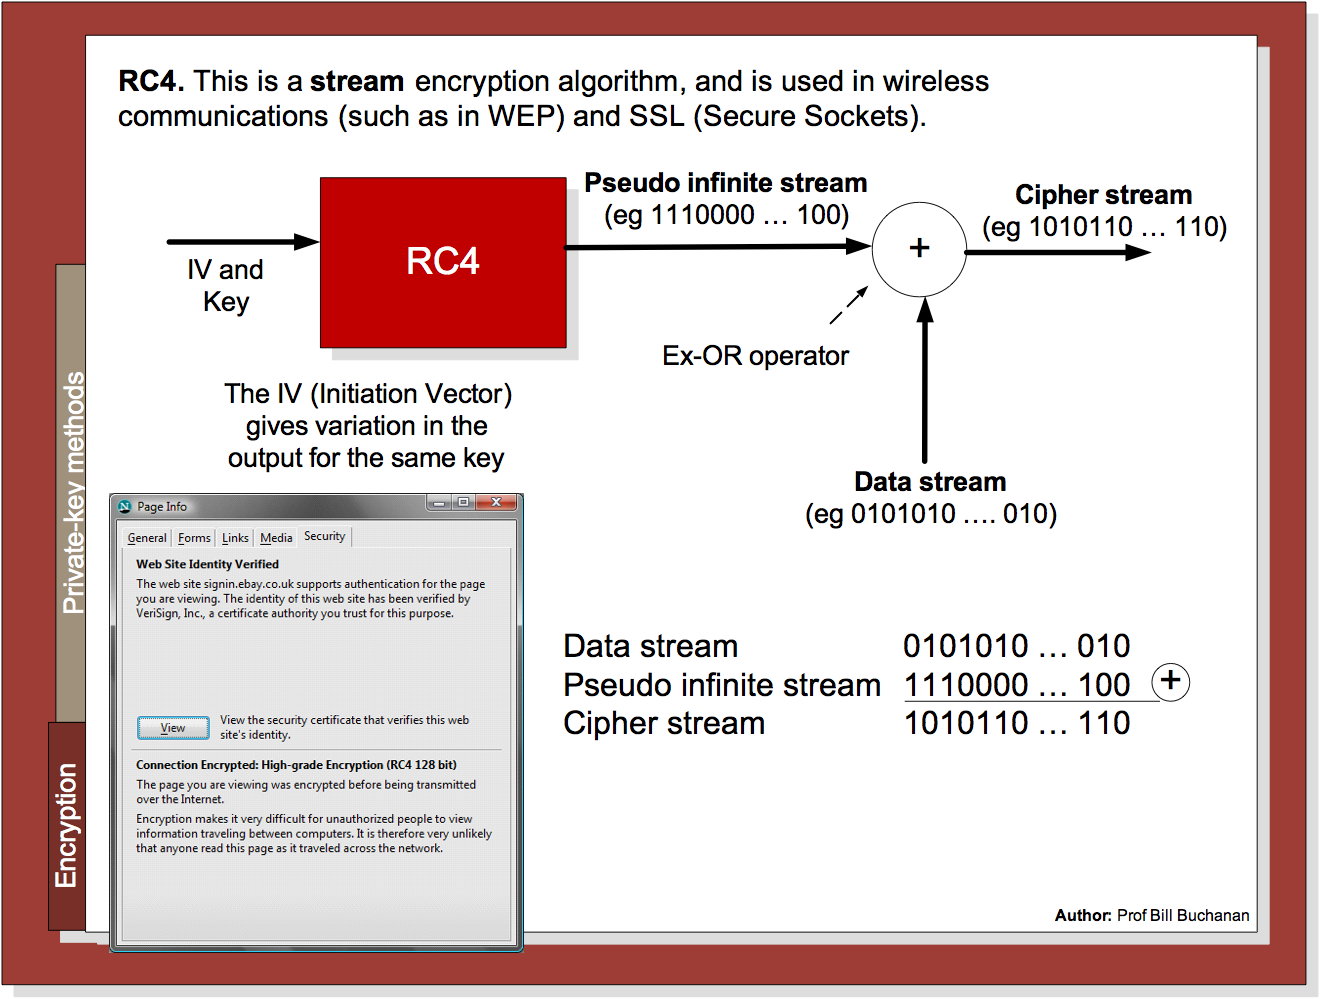 RC4. This is a stream encryption algorithm, and is used in wireless
communications (such as in WEP) and SSL (Secure Sockets).
Pseudo infinite stream
(eg 1110000 … 100)
Cipher stream
(eg 1010110 … 110)
RC4
+
IV and
Key
Ex-OR operator
The IV (Initiation Vector)
gives variation in the
output for the same key
Data stream
(eg 0101010 …. 010)
Private-key methods
Encryption
N Page Info
General Forms Links Media Security
Web Site Identity Verified
The web site signin.ebay.co.uk supports authentication for the page
you are viewing. The identity of this web site has been verified by
VeriSign, Inc., a certificate authority you trust for this purpose.
View
View the security certificate that verifies this web
site's identity.
Connection Encrypted: High-grade Encryption (RC4 128 bit)
The page you are viewing was encrypted before being transmitted
over the Internet.
Encryption makes it very difficult for unauthorized people to view
information traveling between computers. It is therefore very unlikely
that anyone read this page as it traveled across the network.
Data stream 0101010 … 010
Pseudo infinite stream 1110000 … 100 +
Cipher stream 1010110 … 110
Author: Prof Bill Buchanan